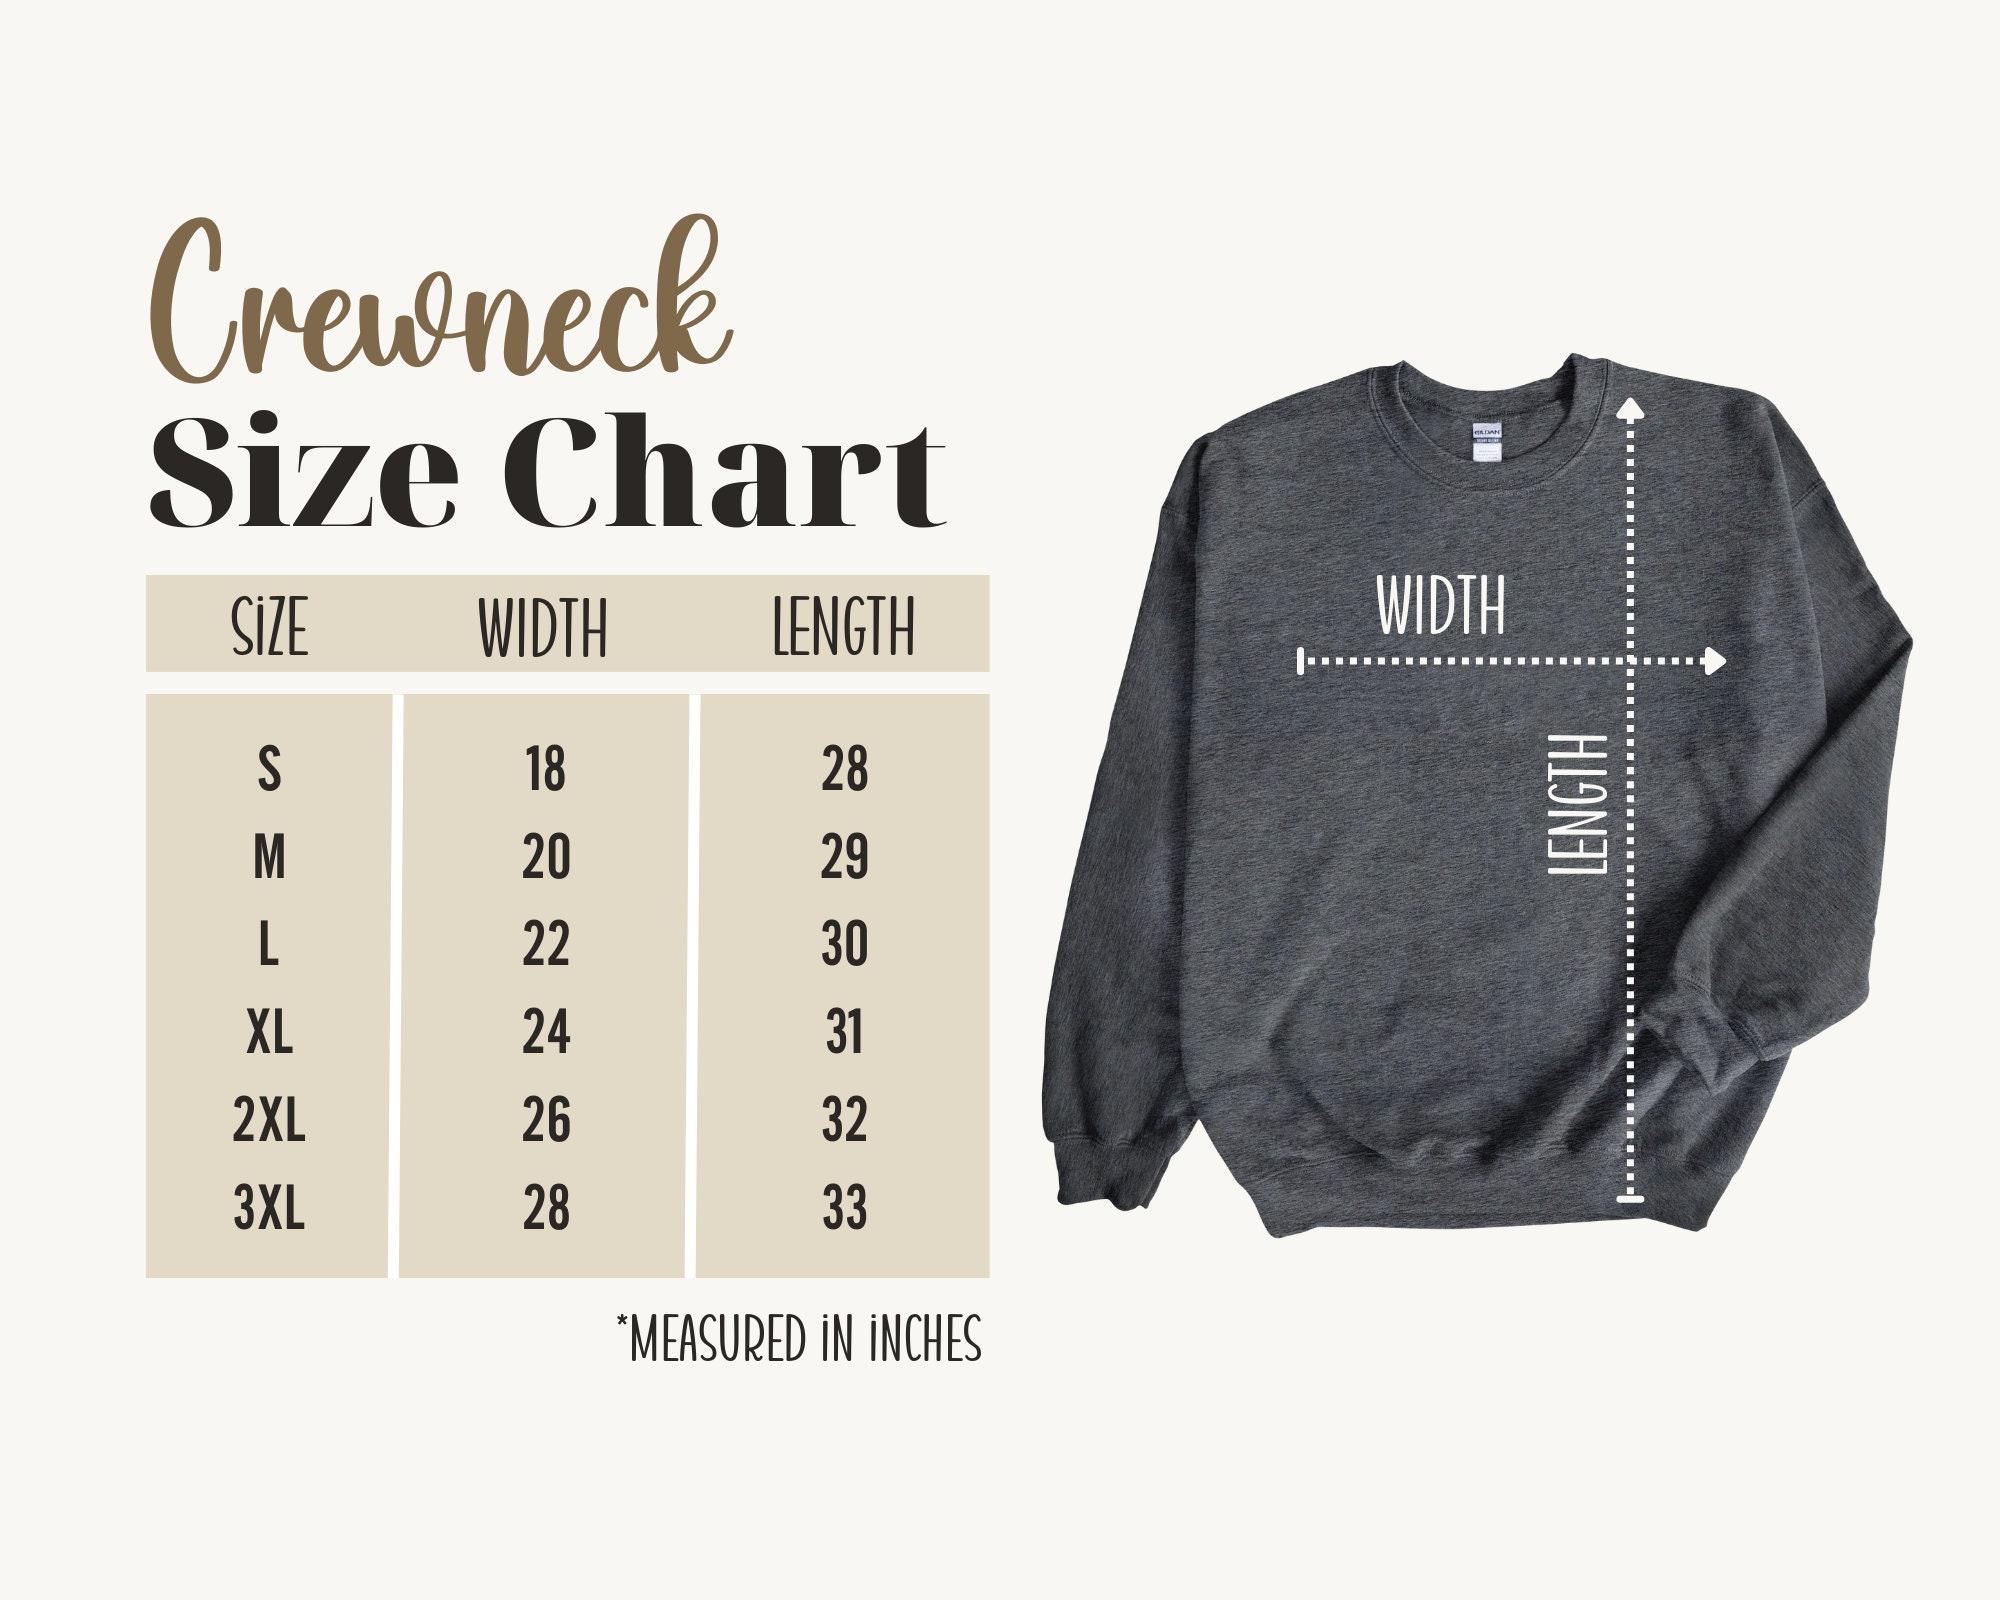 Crewneck
Size Chart
SiZE WIDTH LENGTH
S 18 28
M 20 29
L 22 30
XL 24 31
2XL 26 32
3XL 28 33
*MEASURED iN iNCHES
GILDAN
WIDTH
LENGTH